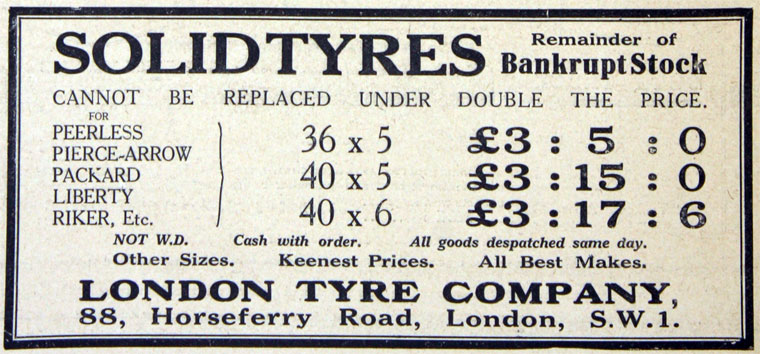 SOLID TYRES Remainder of Bankrupt Stock
CANNOT BE REPLACED UNDER DOUBLE THE PRICE.
FOR
PEERLESS
PIERCE-ARROW
PACKARD
LIBERTY
RIKER, Etc.
36 x 5 £3 : 5 : 0
40 x 5 £3 : 15 : 0
40 x 6 £3 : 17 : 6
NOT W.D. Cash with order. All goods despatched same day.
Other Sizes. Keenest Prices. All Best Makes.
LONDON TYRE COMPANY,
88, Horseferry Road, London, S.W.1.